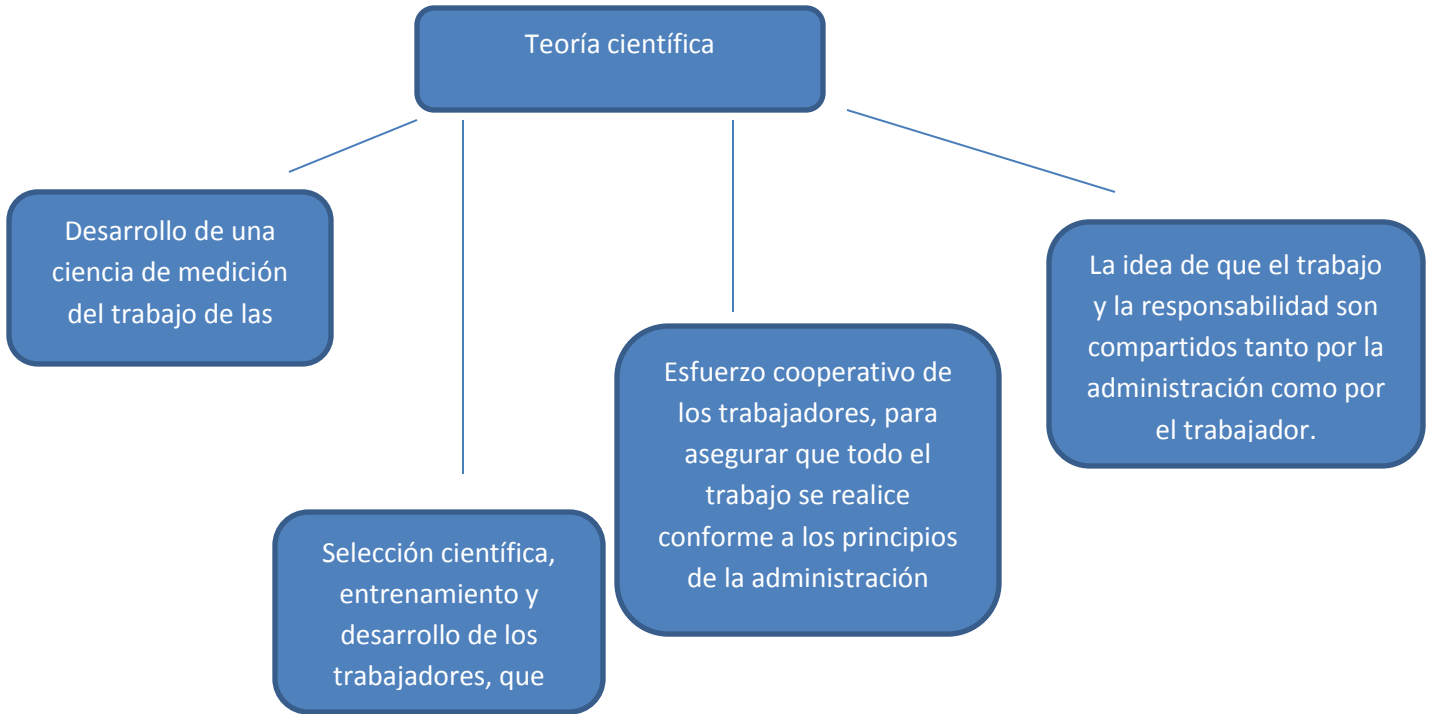 Teoría científica
Desarrollo de una
ciencia de medición
del trabajo de las
Selección científica,
entrenamiento y
desarrollo de los
trabajadores, que
Esfuerzo cooperativo de
los trabajadores, para
asegurar que todo el
trabajo se realice
conforme a los principios
de la administración
La idea de que el trabajo
y la responsabilidad son
compartidos tanto por la
administración como por
el trabajador.